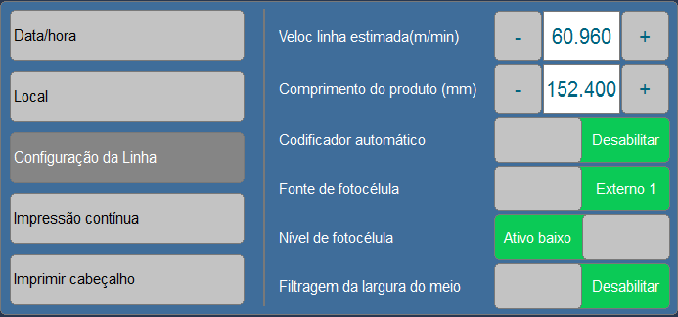 Data/hora
Local
Configuração da Linha
Impressão contínua
Imprimir cabeçalho
Veloc linha estimada(m/min) - 60.960 +
Comprimento do produto (mm) - 152.400 +
Codificador automático Desabilitar
Fonte de fotocélula Externo 1
Nível de fotocélula Ativo baixo
Filtragem da largura do meio Desabilitar